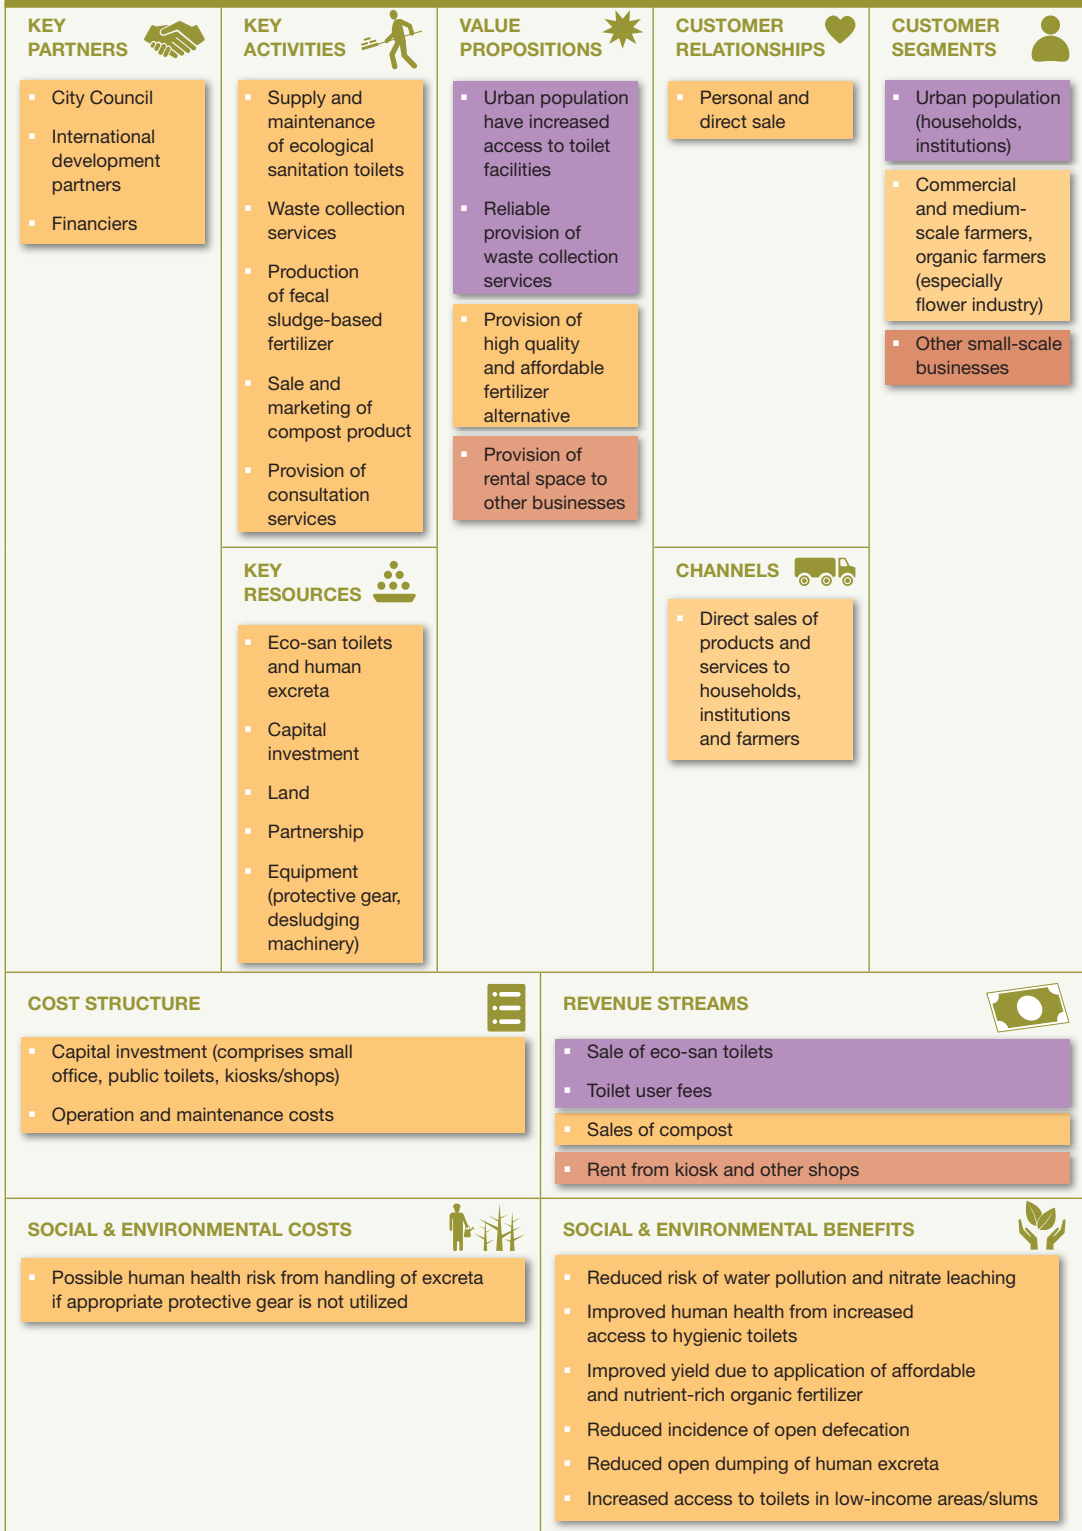 KEY
PARTNERS
City Council
International
development
partners
Financiers
KEY
ACTIVITIES
Supply and
maintenance
of ecological
sanitation toilets
Waste collection
services
Production
of fecal
sludge-based
fertilizer
Sale and
marketing of
compost product
Provision of
consultation
services
KEY
RESOURCES
Eco-san toilets
and human
excreta
Capital
investment
Land
Partnership
Equipment
(protective gear,
desludging
machinery)
VALUE
PROPOSITIONS
Urban population
have increased
access to toilet
facilities
Reliable
provision of
waste collection
services
Provision of
high quality
and affordable
fertilizer
alternative
Provision of
rental space to
other businesses
CUSTOMER
RELATIONSHIPS
Personal and
direct sale
CHANNELS
Direct sales of
products and
services to
households,
institutions
and farmers
CUSTOMER
SEGMENTS
Urban population
(households,
institutions)
Commercial
and medium-
scale farmers,
organic farmers
(especially
flower industry)
Other small-scale
businesses
COST STRUCTURE
Capital investment (comprises small
office, public toilets, kiosks/shops)
Operation and maintenance costs
REVENUE STREAMS
Sale of eco-san toilets
Toilet user fees
Sales of compost
Rent from kiosk and other shops
SOCIAL & ENVIRONMENTAL COSTS
Possible human health risk from handling of excreta
if appropriate protective gear is not utilized
SOCIAL & ENVIRONMENTAL BENEFITS
Reduced risk of water pollution and nitrate leaching
Improved human health from increased
access to hygienic toilets
Improved yield due to application of affordable
and nutrient-rich organic fertilizer
Reduced incidence of open defecation
Reduced open dumping of human excreta
Increased access to toilets in low-income areas/slums